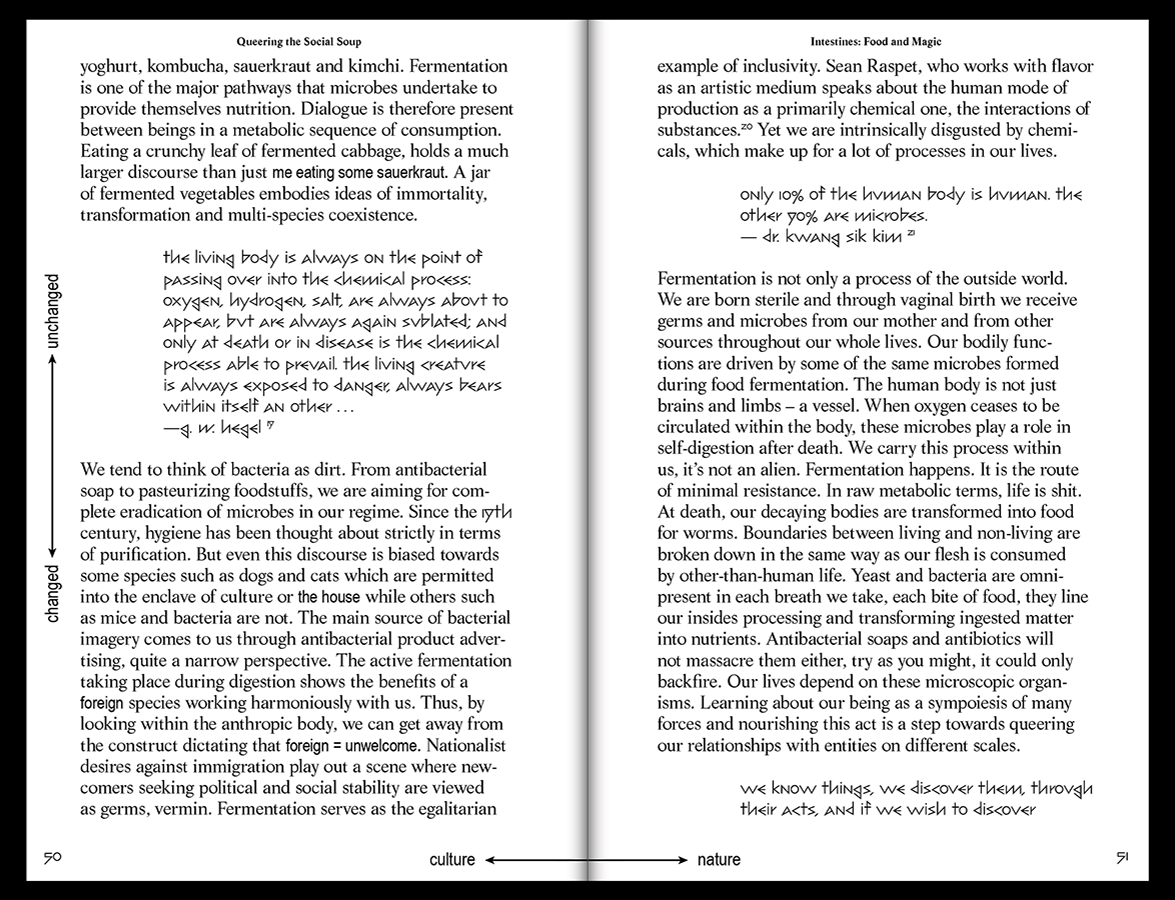 Queering the Social Soup
yoghurt, kombucha, sauerkraut and kimchi. Fermentation
is one of the major pathways that microbes undertake to
provide themselves nutrition. Dialogue is therefore present
between beings in a metabolic sequence of consumption.
Eating a crunchy leaf of fermented cabbage, holds a much
larger discourse than just me eating some sauerkraut. A jar
of fermented vegetables embodies ideas of immortality,
transformation and multi-species coexistence.
the living body is always on the point of
passing over into the chemical process:
oxygen, hydrogen, salt, are always about to
appear, but are always again sublated; and
only at death or in disease is the chemical
process able to prevail. the living creature
is always exposed to danger, always bears
within itself an other ...
—g. w. hegel 19
We tend to think of bacteria as dirt. From antibacterial
soap to pasteurizing foodstuffs, we are aiming for com-
plete eradication of microbes in our regime. Since the 19th
century, hygiene has been thought about strictly in terms
of purification. But even this discourse is biased towards
some species such as dogs and cats which are permitted
into the enclave of culture or the house while others such
as mice and bacteria are not. The main source of bacterial
imagery comes to us through antibacterial product adver-
tising, quite a narrow perspective. The active fermentation
taking place during digestion shows the benefits of a
foreign species working harmoniously with us. Thus, by
looking within the anthropic body, we can get away from
the construct dictating that foreign = unwelcome. Nationalist
desires against immigration play out a scene where new-
comers seeking political and social stability are viewed
as germs, vermin. Fermentation serves as the egalitarian
unchanged
changed
50
culture
Intestines: Food and Magic
example of inclusivity. Sean Raspet, who works with flavor
as an artistic medium speaks about the human mode of
production as a primarily chemical one, the interactions of
substances.20 Yet we are intrinsically disgusted by chemi-
cals, which make up for a lot of processes in our lives.
only 10% of the human body is human. the
other 90% are microbes.
— dr. kwang sik kim 21
Fermentation is not only a process of the outside world.
We are born sterile and through vaginal birth we receive
germs and microbes from our mother and from other
sources throughout our whole lives. Our bodily func-
tions are driven by some of the same microbes formed
during food fermentation. The human body is not just
brains and limbs – a vessel. When oxygen ceases to be
circulated within the body, these microbes play a role in
self-digestion after death. We carry this process within
us, it's not an alien. Fermentation happens. It is the route
of minimal resistance. In raw metabolic terms, life is shit.
At death, our decaying bodies are transformed into food
for worms. Boundaries between living and non-living are
broken down in the same way as our flesh is consumed
by other-than-human life. Yeast and bacteria are omni-
present in each breath we take, each bite of food, they line
our insides processing and transforming ingested matter
into nutrients. Antibacterial soaps and antibiotics will
not massacre them either, try as you might, it could only
backfire. Our lives depend on these microscopic organ-
isms. Learning about our being as a sympoiesis of many
forces and nourishing this act is a step towards queering
our relationships with entities on different scales.
we know things, we discover them, through
their acts, and if we wish to discover
nature
51